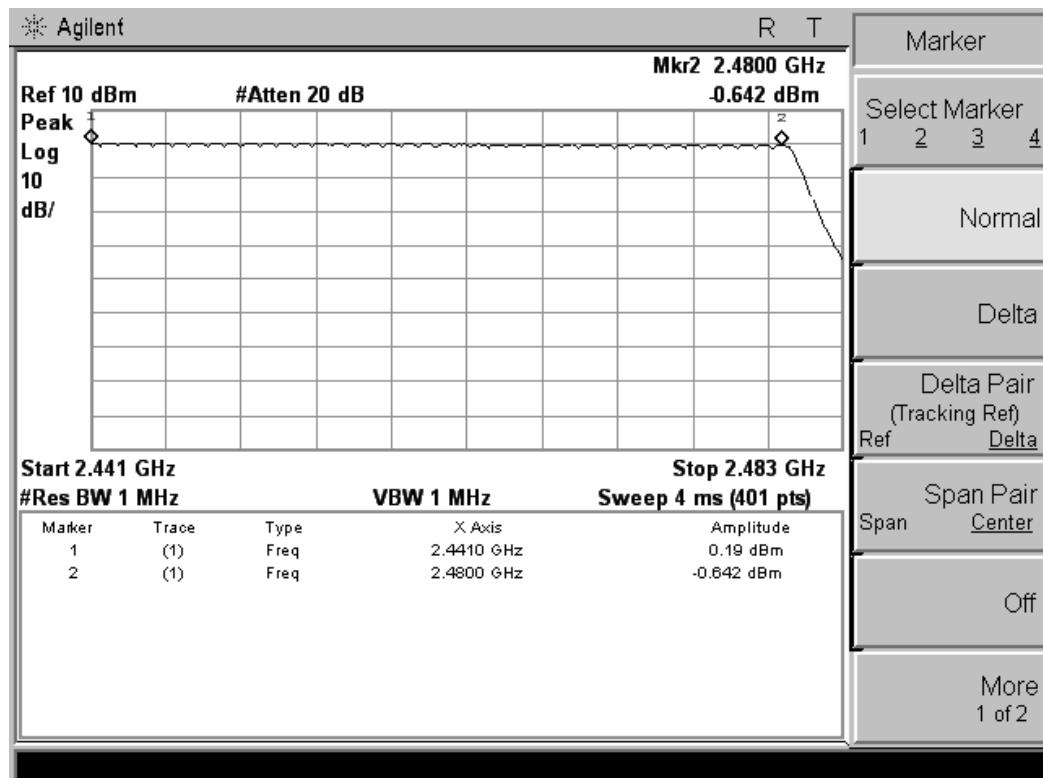 Agilent R T
Mkr2 2.4800 GHz
Ref 10 dBm #Atten 20 dB -0.642 dBm
Peak
Log
10
dB/
1
2
Start 2.441 GHz Stop 2.483 GHz
#Res BW 1 MHz VBW 1 MHz Sweep 4 ms (401 pts)
Marker Trace Type X Axis Amplitude
1 (1) Freq 2.4410 GHz 0.19 dBm
2 (1) Freq 2.4800 GHz -0.642 dBm
Marker
Select Marker
1 2 3 4
Normal
Delta
Delta Pair
(Tracking Ref)
Ref Delta
Span Pair
Span Center
Off
More
1 of 2